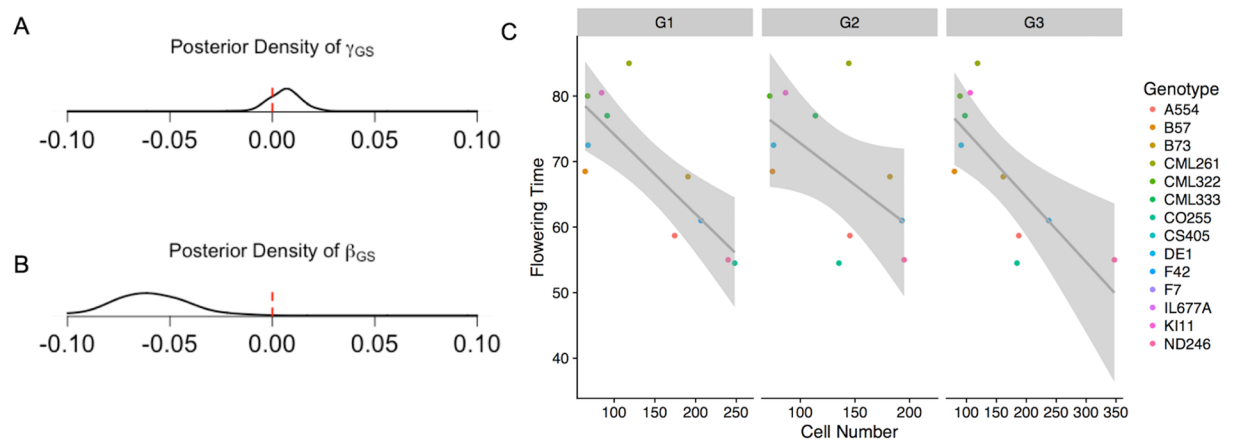 A
Posterior Density of γGS
-0.10 -0.05 0.00 0.05 0.10
B
Posterior Density of βGS
-0.10 -0.05 0.00 0.05 0.10
C
G1 G2 G3
Flowering Time
80
70
60
50
40
100 150 200 250 100 150 200 100 150 200 250 300 350
Cell Number
Genotype
A554
B57
B73
CML261
CML322
CML333
CO255
CS405
DE1
F42
F7
IL677A
KI11
ND246